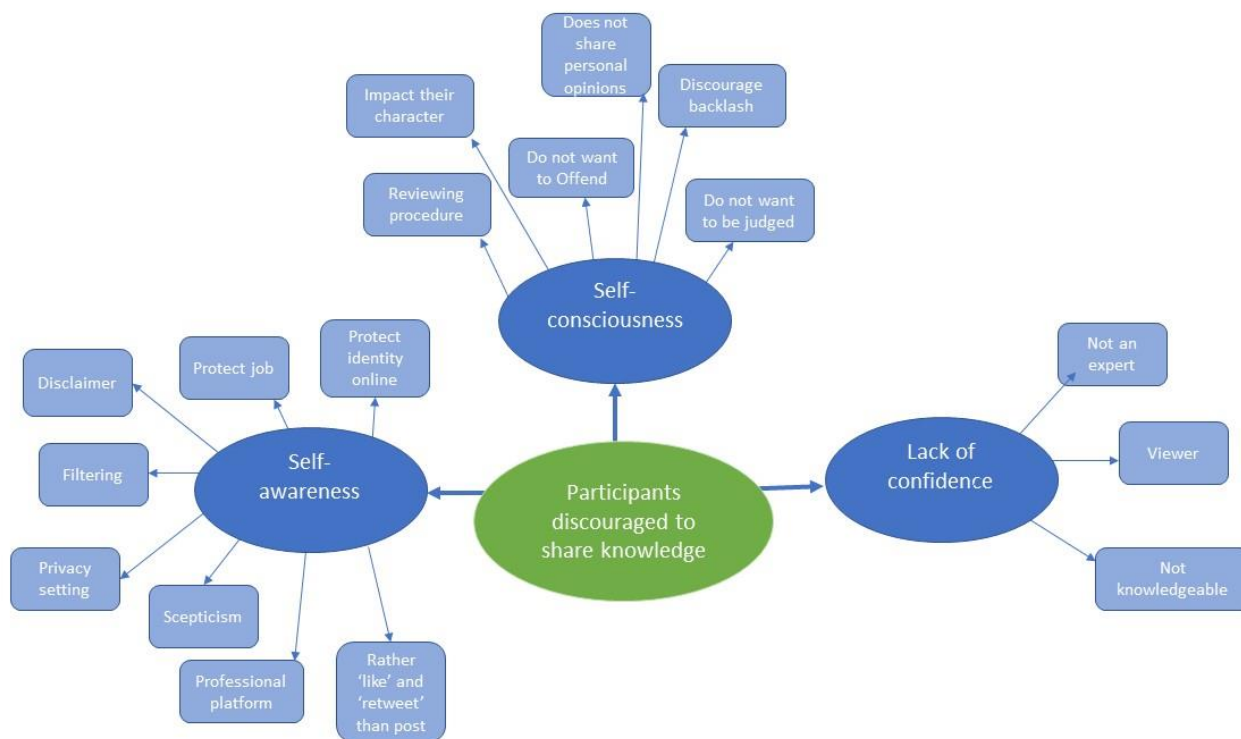 Does not
share
personal
opinions
Impact their
character
Discourage
backlash
Do not want
to Offend
Reviewing
procedure
Do not want
to be judged
Self-
consciousness
Protect
identity
online
Protect job
Disclaimer
Not an
expert
Self-
awareness
Filtering
Lack of
confidence
Viewer
Participants
discouraged to
share knowledge
Privacy
setting
Scepticism
Not
knowledgeable
Professional
platform
Rather
‘like’ and
‘retweet’
than post